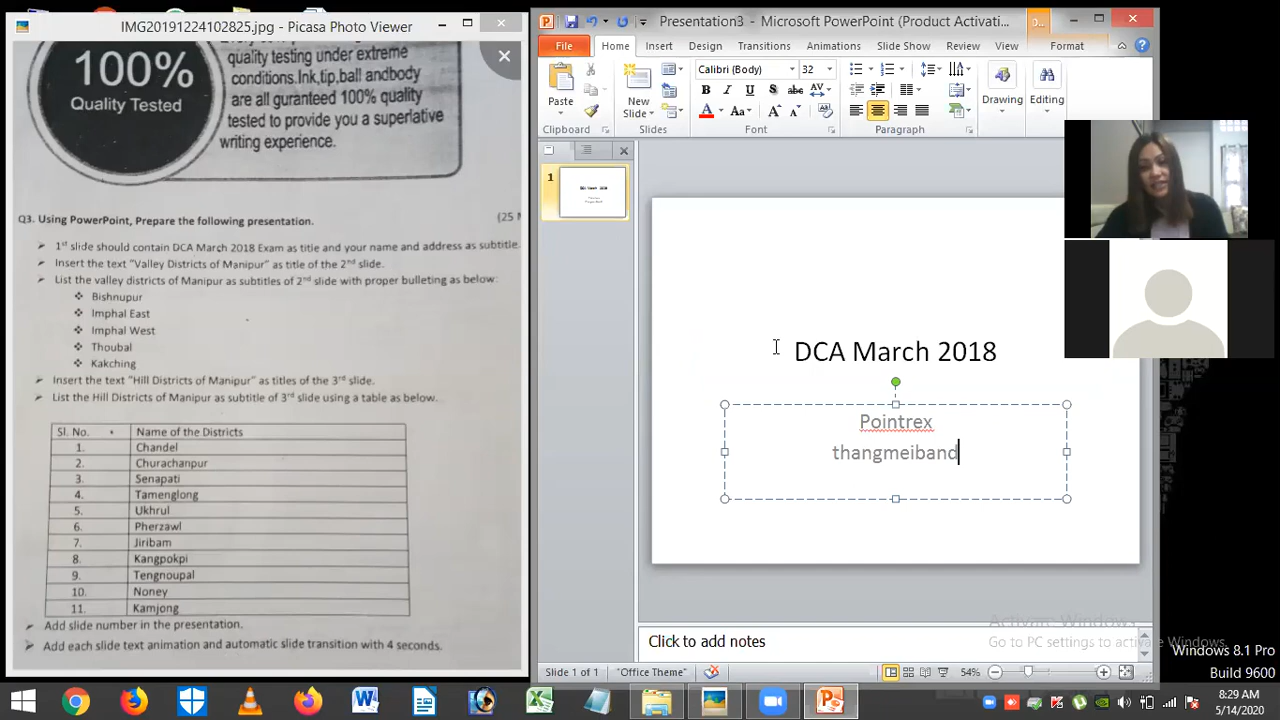 IMG20191224102825.jpg - Picasa Photo Viewer
100%
Quality Tested
quality testing under extreme
conditions.Ink,tip,ball andbody
are all guranteed 100% quality
tested to provide you a superlative
writing experience.
Q3. Using PowerPoint, Prepare the following presentation.
(25
1st slide should contain DCA March 2018 Exam as title and your name and address as subtitle.
Insert the text "Valley Districts of Manipur" as title of the 2nd slide.
List the valley districts of Manipur as subtitles of 2nd slide with proper bulleting as below:
Bishnupur
Imphal East
Imphal West
Thoubal
Kakching
Insert the text "Hill Districts of Manipur" as titles of the 3rd slide.
List the Hill Districts of Manipur as subtitle of 3rd slide using a table as below.
Sl. No. Name of the Districts
1. Chandel
2. Churachanpur
3. Senapati
4. Tamenglong
5. Ukhrul
6. Pherzawl
7. Jiribam
8. Kangpokpi
9. Tengnoupal
10. Noney
11. Kamjong
Add slide number in the presentation.
Add each slide text animation and automatic slide transition with 4 seconds.
Presentation3 - Microsoft PowerPoint (Product Activati...
File Home Insert Design Transitions Animations Slide Show Review View Format
Calibri (Body) 32
Paste
New
Slide
Drawing
Editing
Clipboard Slides Font Paragraph
1
DCA March 2018
Pointrex
thangmeiband
Click to add notes
Activate Windows
Go to PC settings to activate Windows.
Slide 1 of 1 "Office Theme" 54%
Windows 8.1 Pro
Build 9600
8:29 AM
5/14/2020